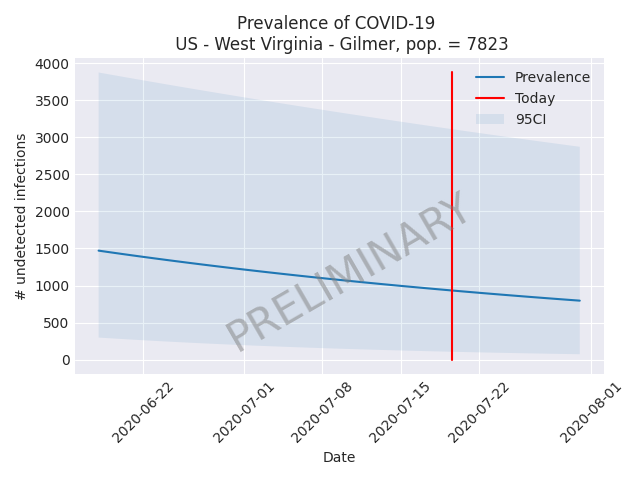 Prevalence of COVID-19
US - West Virginia - Gilmer, pop. = 7823
4000
3500
3000
2500
2000
1500
1000
500
0
# undetected infections
Prevalence
Today
95CI
PRELIMINARY
2020-06-22
2020-07-01
2020-07-08
2020-07-15
2020-07-22
2020-08-01
Date